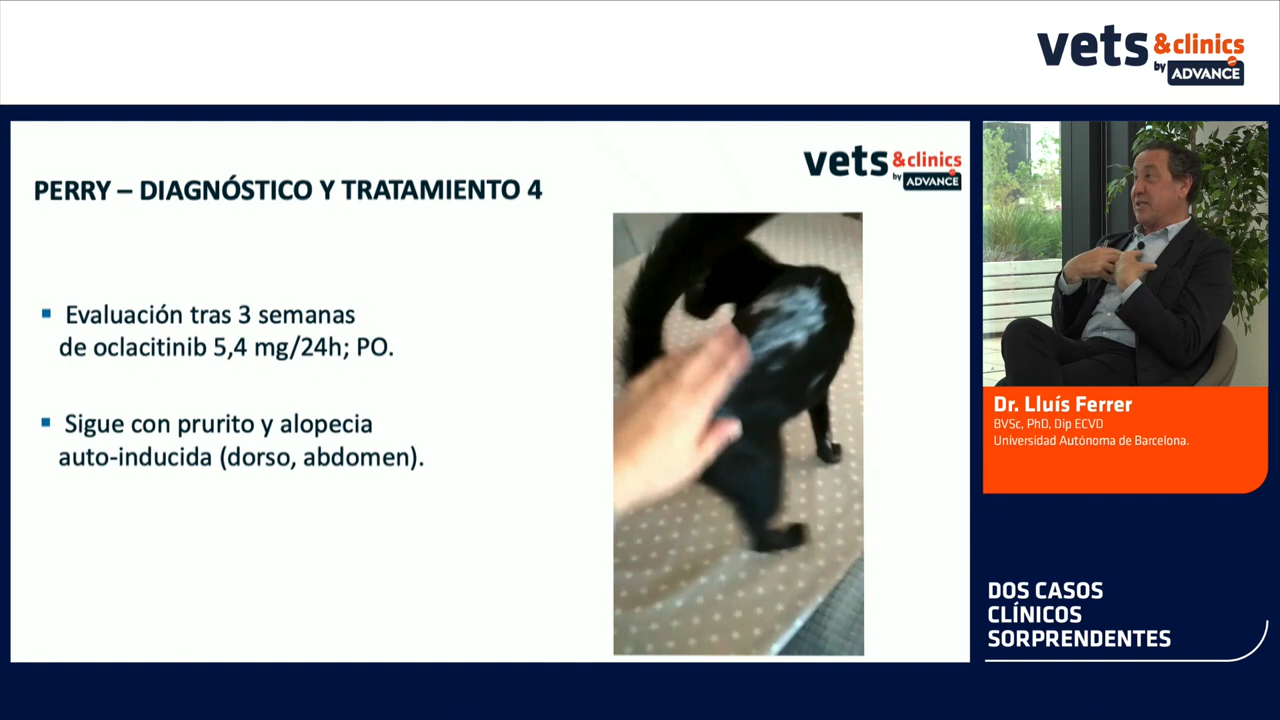 vets &clinics
by ADVANCE
vets &clinics
by ADVANCE
PERRY – DIAGNÓSTICO Y TRATAMIENTO 4
▪ Evaluación tras 3 semanas
de oclacitinib 5,4 mg/24h; PO.
▪ Sigue con prurito y alopecia
auto-inducida (dorso, abdomen).
Dr. Lluís Ferrer
BVSc, PhD, Dip ECVD
Universidad Autónoma de Barcelona.
DOS CASOS
CLÍNICOS
SORPRENDENTES